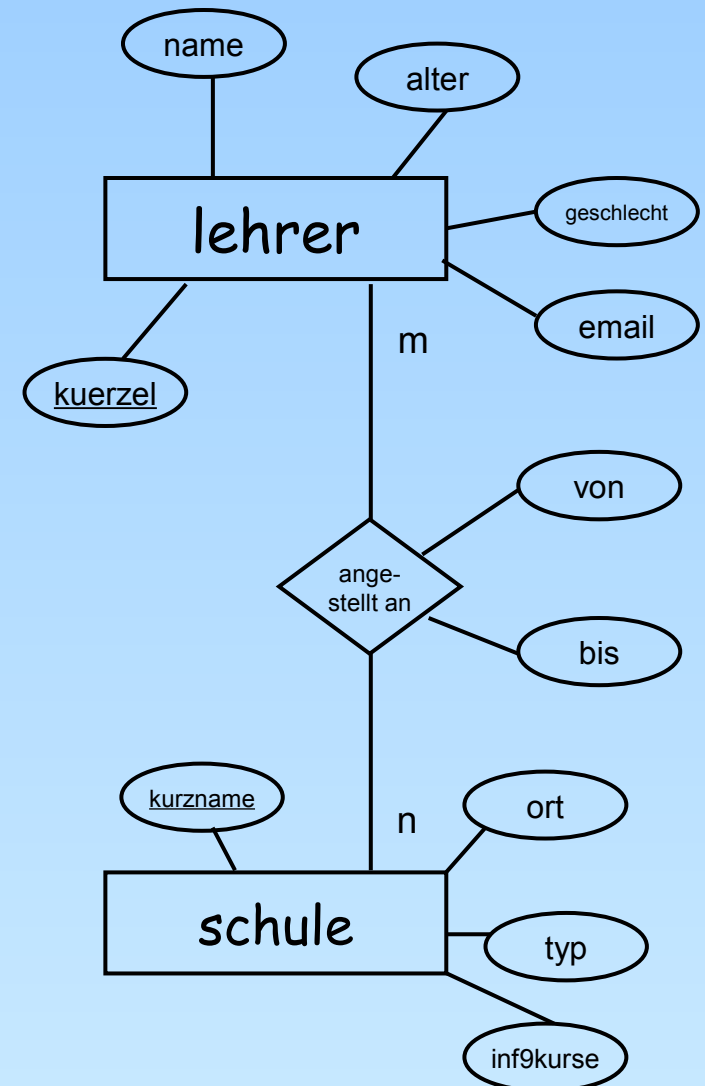 name
alter
lehrer
geschlecht
email
m
kuerzel
von
ange-
stellt an
bis
kurzname
ort
n
schule
typ
inf9kurse